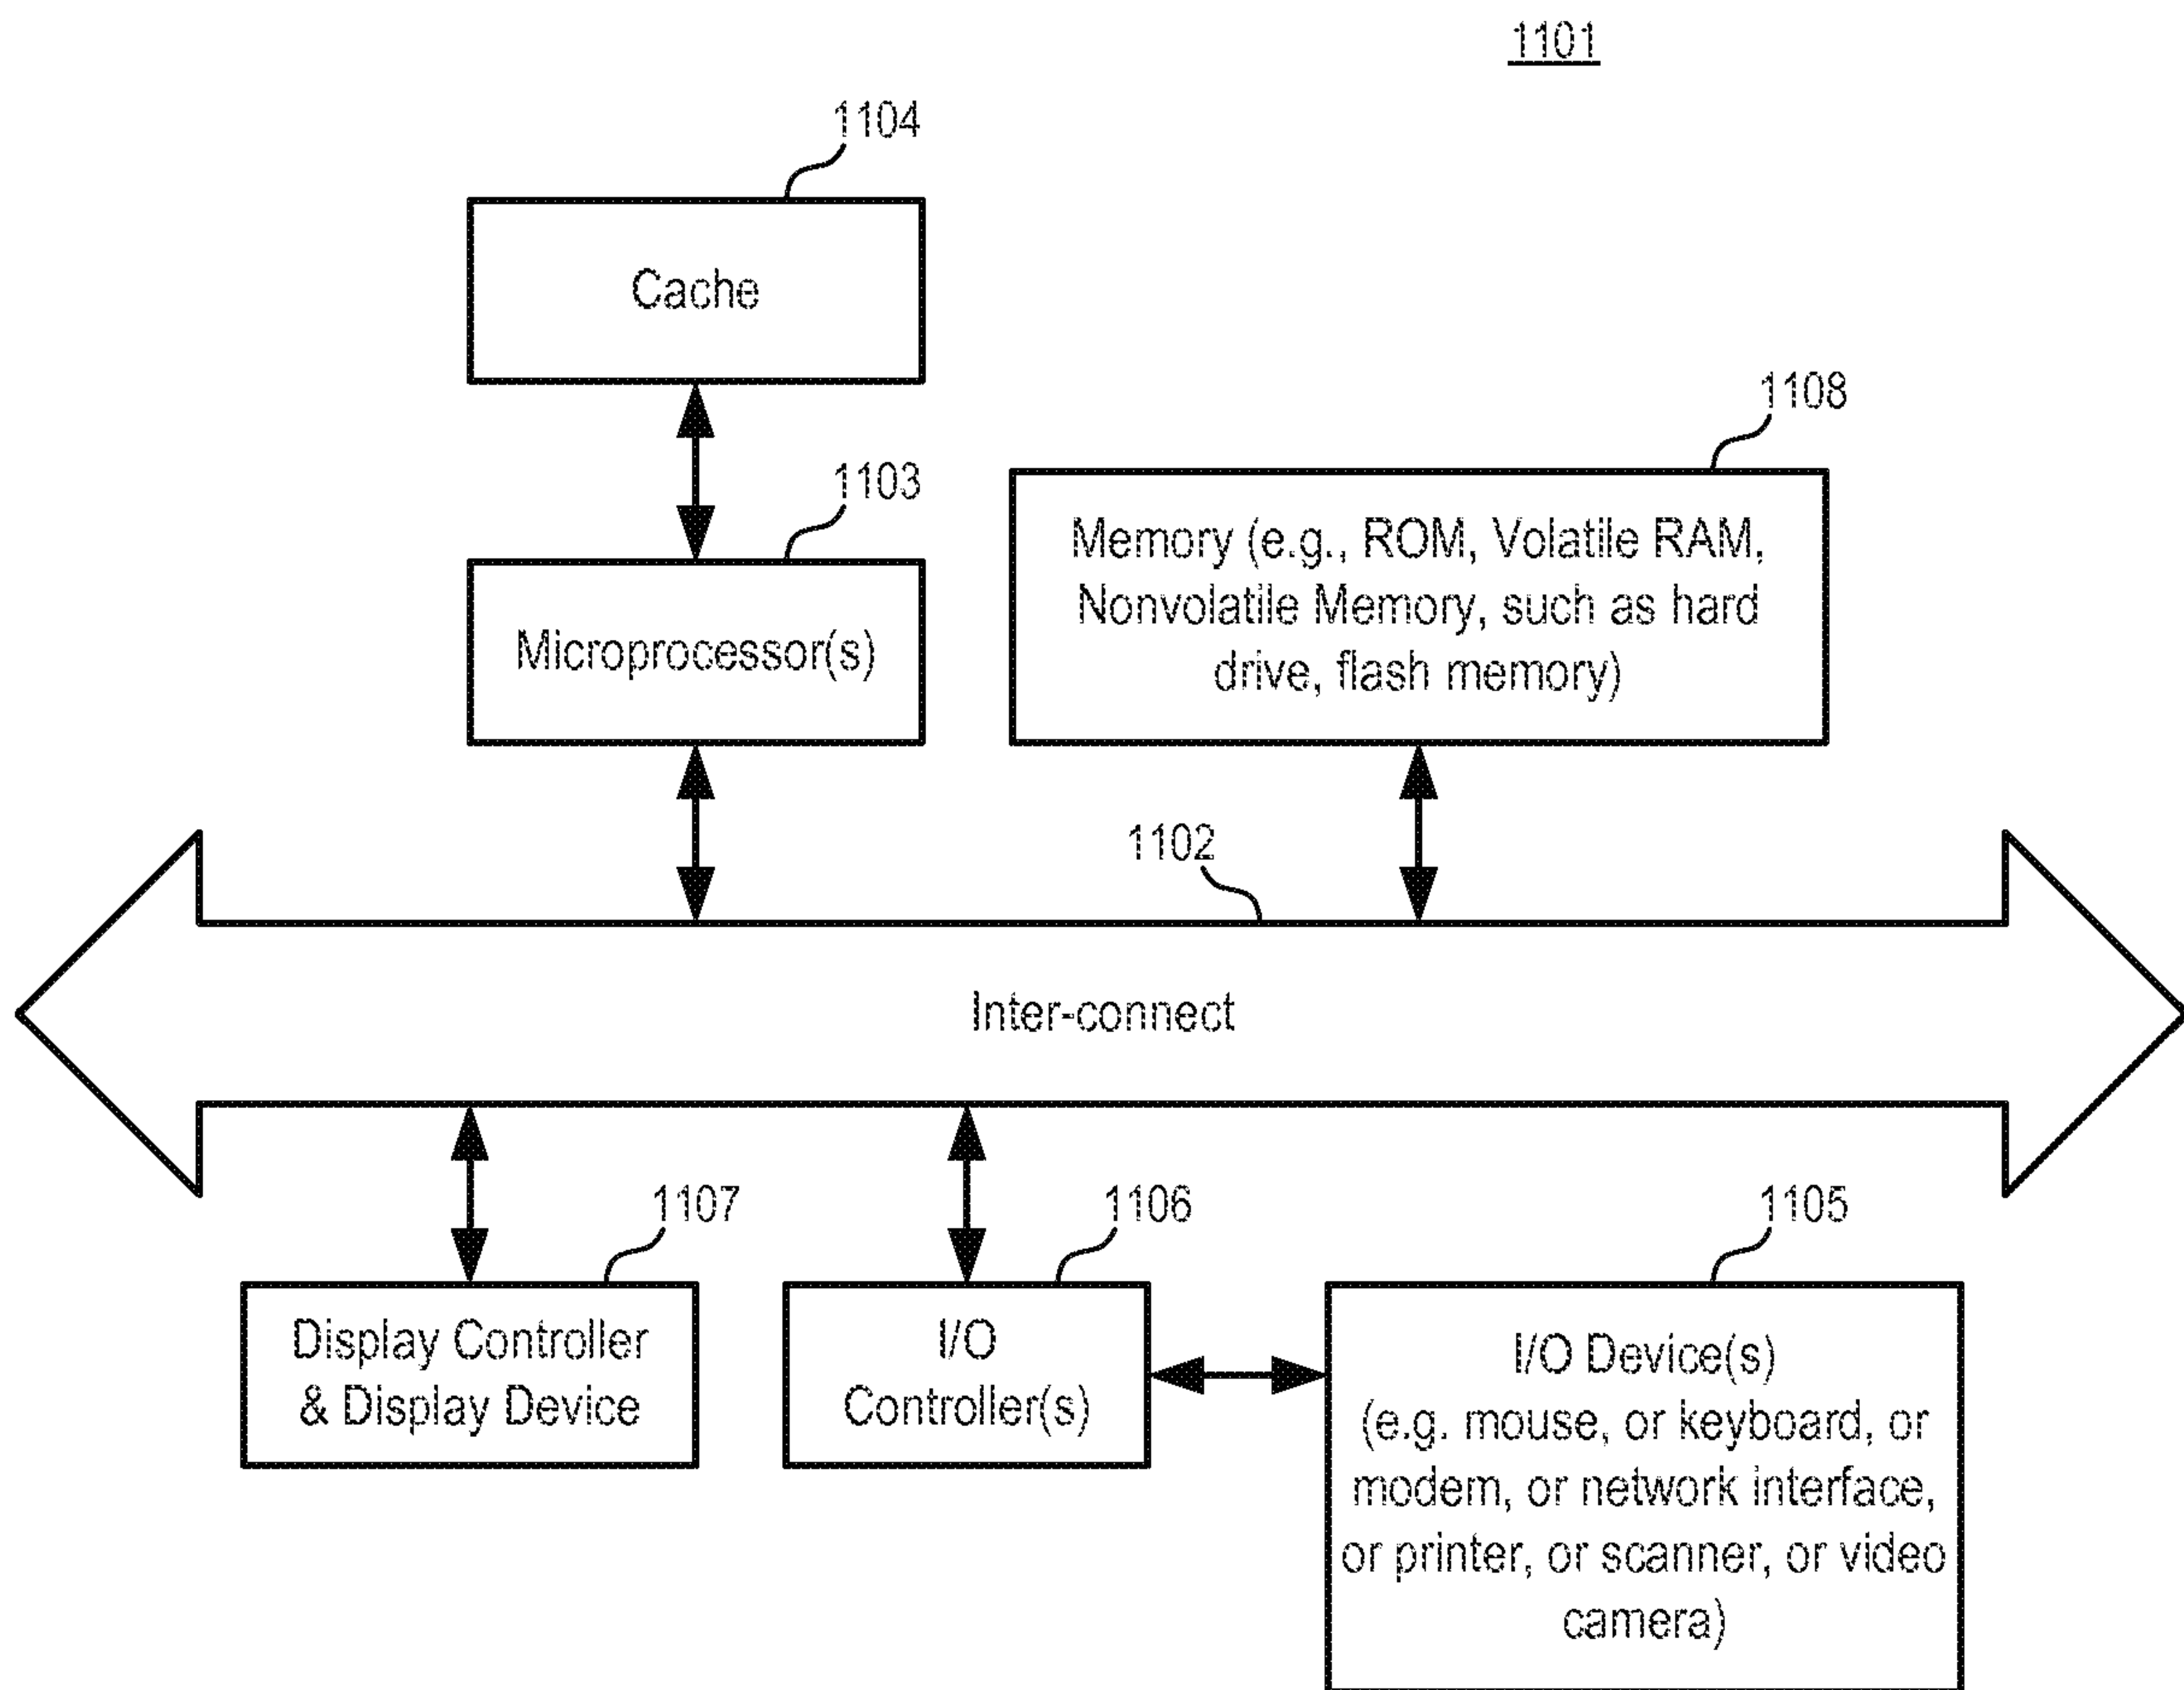 1101
1104
Cache
1103
Microprocessor(s)
1108
Memory (e.g., ROM, Volatile RAM,
Nonvolatile Memory, such as hard
drive, flash memory)
1102
Inter-connect
1107
Display Controller
& Display Device
1106
I/O
Controller(s)
1105
I/O Device(s)
(e.g. mouse, or keyboard, or
modem, or network interface,
or printer, or scanner, or video
camera)